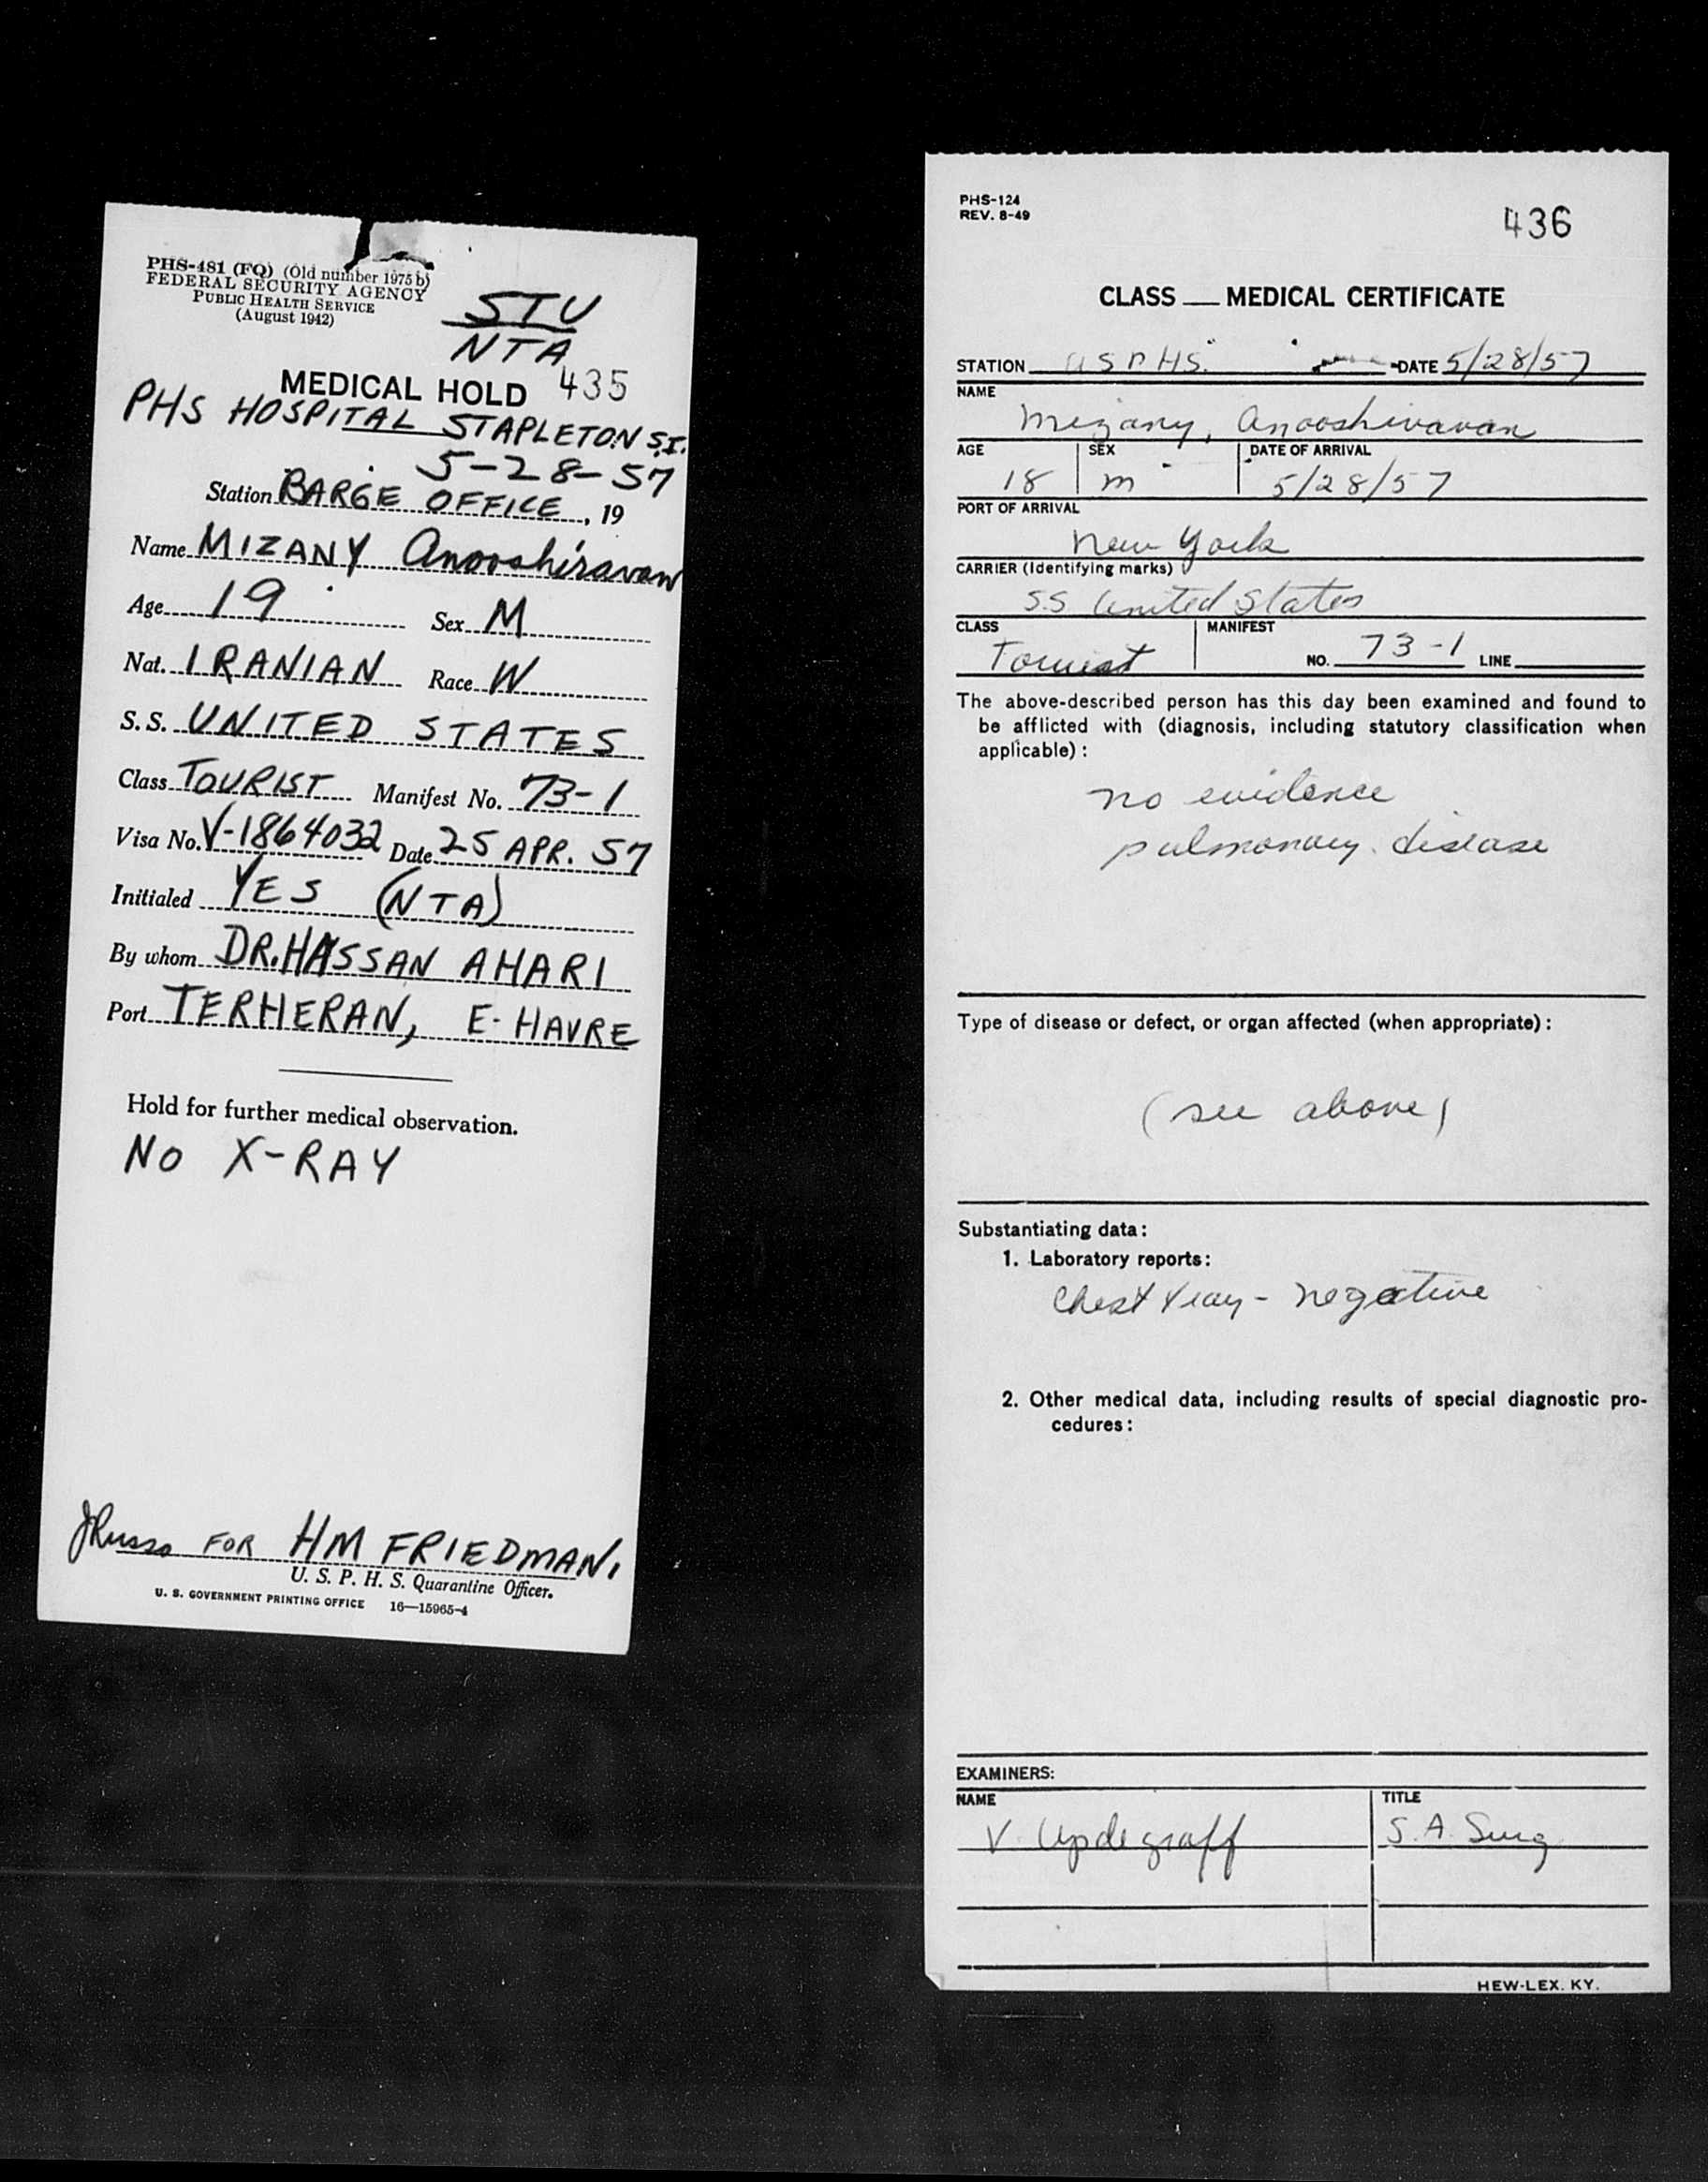 PHS-481 (FQ) (Old number 1975 b)
FEDERAL SECURITY AGENCY
PUBLIC HEALTH SERVICE
(August 1942)
STU
NTA
MEDICAL HOLD 435
PHS HOSPITAL STAPLETON S.I.
5-28-57
Station BARGE OFFICE, 19
Name MIZANY Anooshiravan
Age 19 Sex M
Nat. IRANIAN Race W
S. S. UNITED STATES
Class TOURIST Manifest No. 73-1
Visa No. V-1864032 Date 25 APR. 57
Initialed YES (NTA)
By whom DR. HASSAN AHARI
Port TERHERAN, E. HAVRE
Hold for further medical observation.
NO X-RAY
JRusso FOR HM FRIEDMAN.
U. S. P. H. S. Quarantine Officer.
U. S. GOVERNMENT PRINTING OFFICE 16—15965-4
PHS-124
REV. 8-49
436
CLASS __ MEDICAL CERTIFICATE
STATION USPHS. DATE 5/28/57
NAME
Mizany, Anooshivavan
AGE SEX DATE OF ARRIVAL
18 m 5/28/57
PORT OF ARRIVAL
New York
CARRIER (Identifying marks)
S.S United States
CLASS MANIFEST
Tourist NO. 73-1 LINE
The above-described person has this day been examined and found to
be afflicted with (diagnosis, including statutory classification when
applicable):
no evidence
pulmonary disease
Type of disease or defect, or organ affected (when appropriate):
(see above)
Substantiating data:
1. Laboratory reports:
Chest Xray - negative
2. Other medical data, including results of special diagnostic pro-
cedures:
EXAMINERS:
NAME TITLE
V. Updegraff S. A. Surg
HEW-LEX. KY.